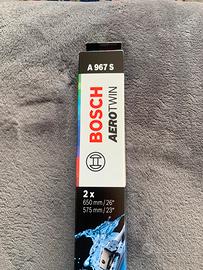 A 967 S
BOSCH
AEROTWIN
2 x
650 mm / 26"
575 mm / 23"